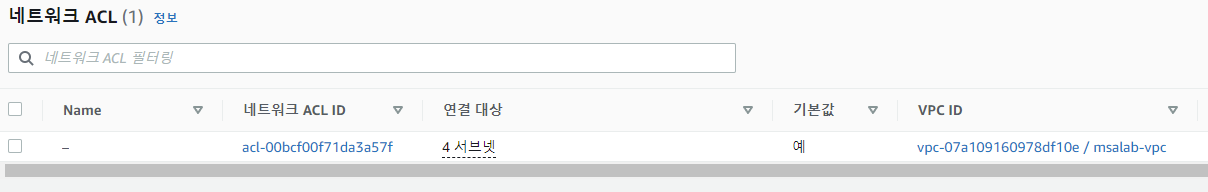 네트워크 ACL (1) 정보
네트워크 ACL 필터링
Name 네트워크 ACL ID 연결 대상 기본값 VPC ID
– acl-00bcf00f71da3a57f 4 서브넷 예 vpc-07a109160978df10e / msalab-vpc